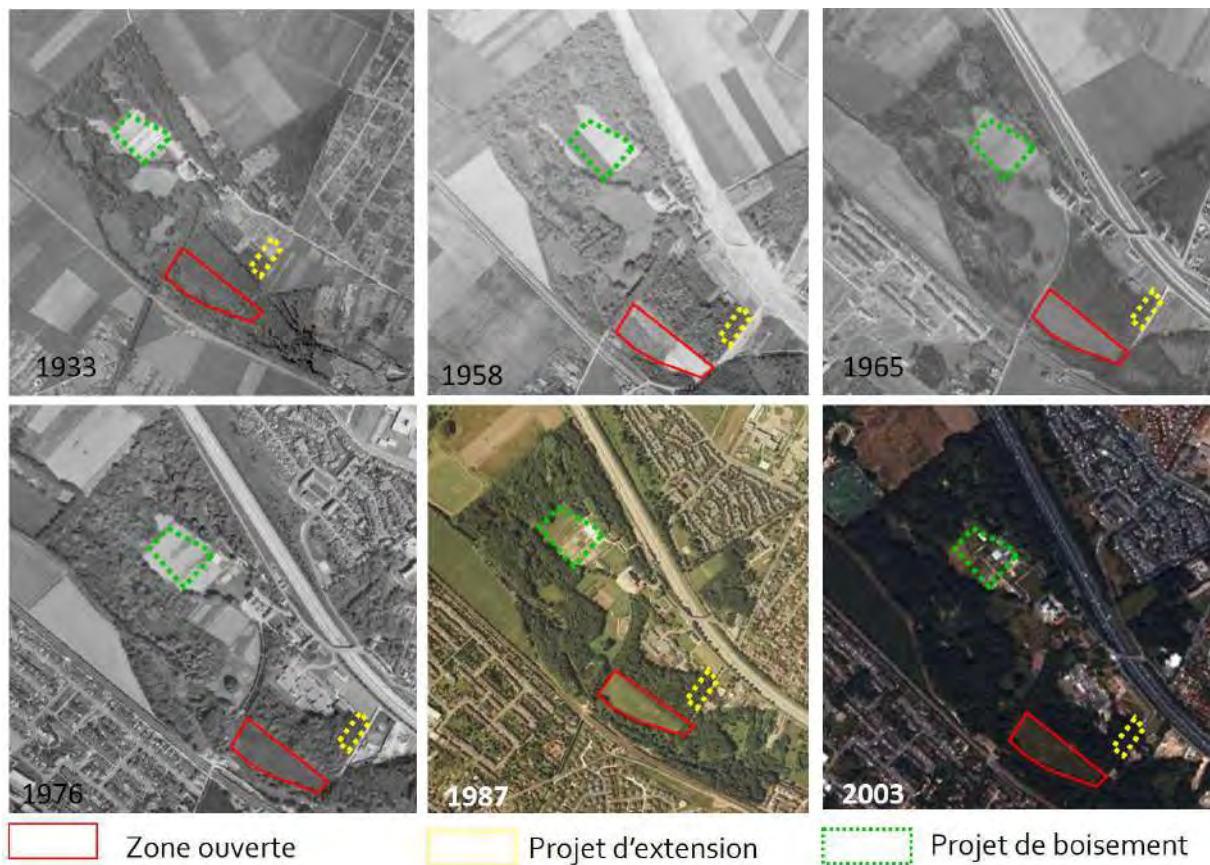 1933
1958
1965
1976
1987
2003
Zone ouverte
Projet d'extension
Projet de boisement